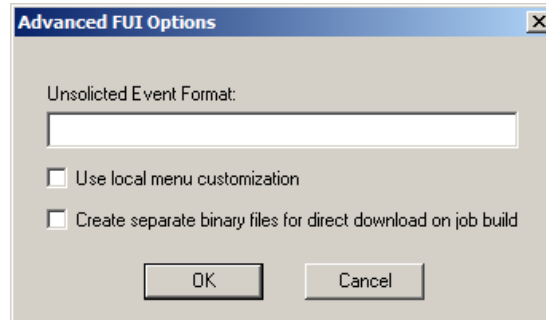 Advanced FUI Options
Unsolicted Event Format:
Use local menu customization
Create separate binary files for direct download on job build
OK
Cancel